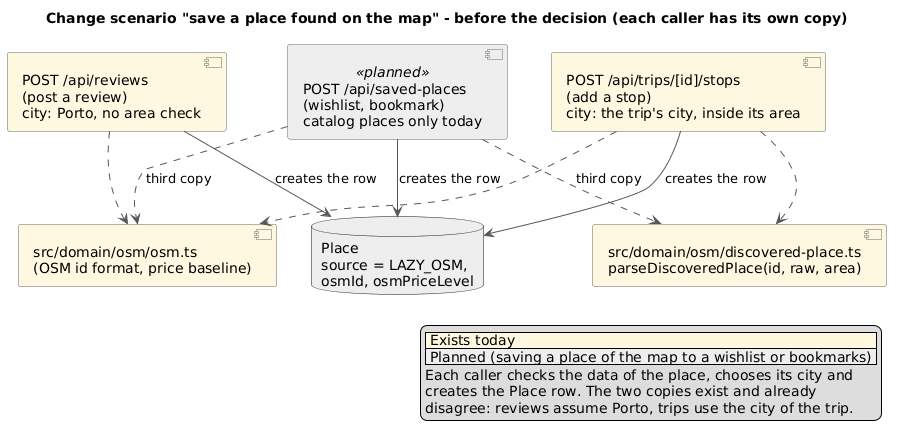 Change scenario "save a place found on the map" - before the decision (each caller has its own copy)
POST /api/reviews
(post a review)
city: Porto, no area check
«planned»
POST /api/saved-places
(wishlist, bookmark)
catalog places only today
POST /api/trips/[id]/stops
(add a stop)
city: the trip's city, inside its area
third copy
creates the row
creates the row
third copy
creates the row
src/domain/osm/osm.ts
(OSM id format, price baseline)
Place
source = LAZY_OSM,
osmId, osmPriceLevel
src/domain/osm/discovered-place.ts
parseDiscoveredPlace(id, raw, area)
Exists today
Planned (saving a place of the map to a wishlist or bookmarks)
Each caller checks the data of the place, chooses its city and
creates the Place row. The two copies exist and already
disagree: reviews assume Porto, trips use the city of the trip.